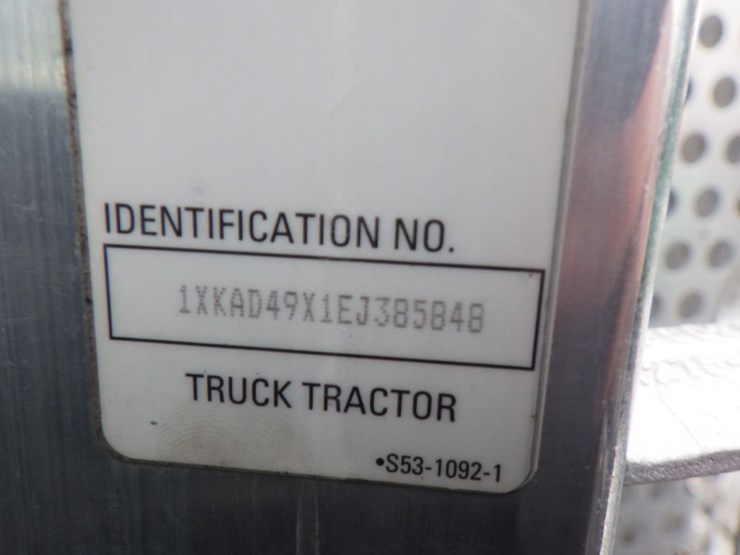 IDENTIFICATION NO.
1XKAD49X1EJ385848
TRUCK TRACTOR
•S53-1092-1